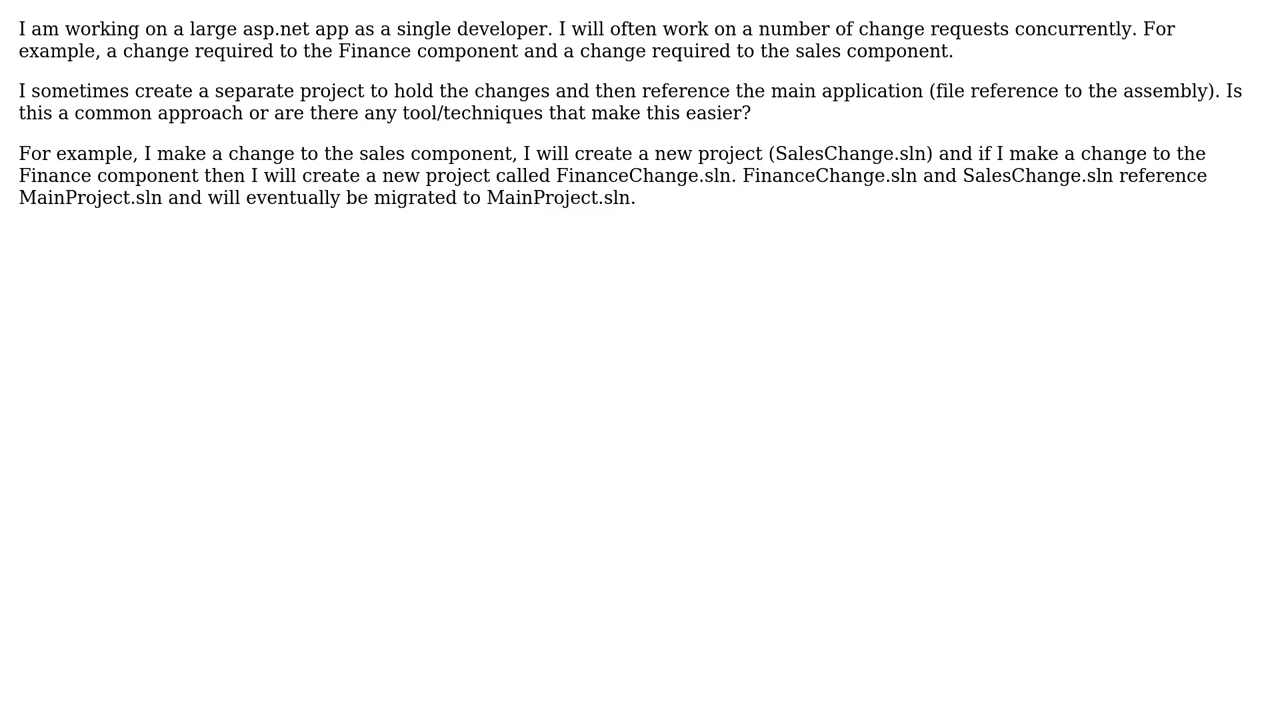 I am working on a large asp.net app as a single developer. I will often work on a number of change requests concurrently. For
example, a change required to the Finance component and a change required to the sales component.
I sometimes create a separate project to hold the changes and then reference the main application (file reference to the assembly). Is
this a common approach or are there any tool/techniques that make this easier?
For example, I make a change to the sales component, I will create a new project (SalesChange.sln) and if I make a change to the
Finance component then I will create a new project called FinanceChange.sln. FinanceChange.sln and SalesChange.sln reference
MainProject.sln and will eventually be migrated to MainProject.sln.